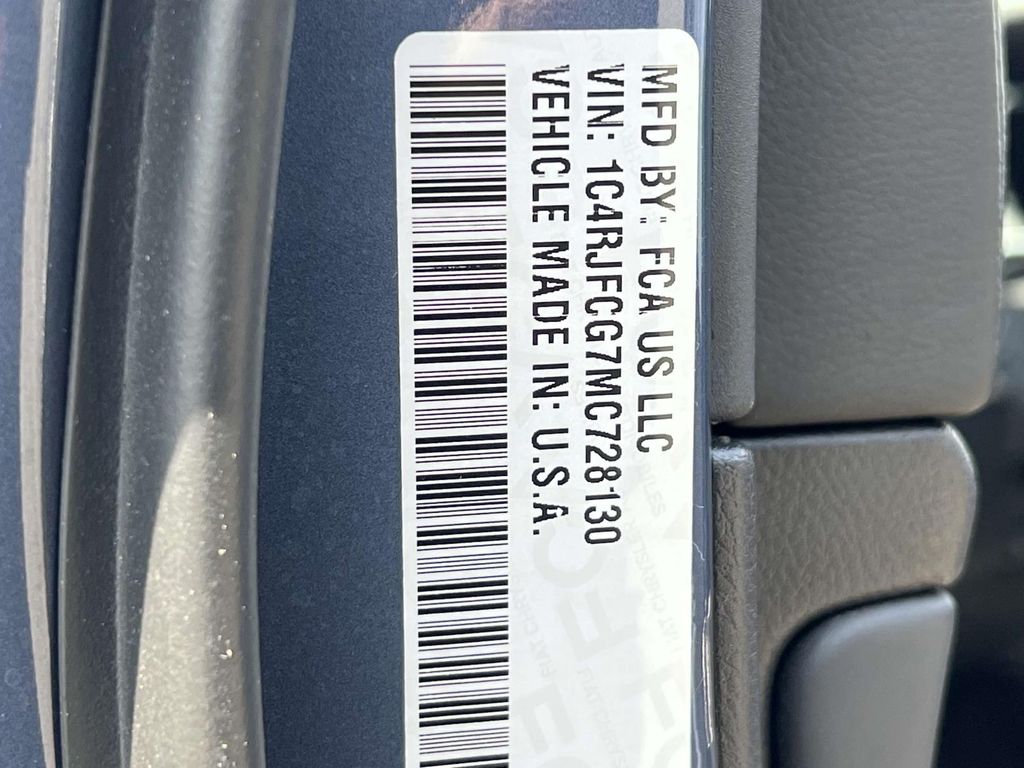 MFD BY: FCA US LLC
VIN: 1C4RJFCG7MC728130
VEHICLE MADE IN: U.S.A.